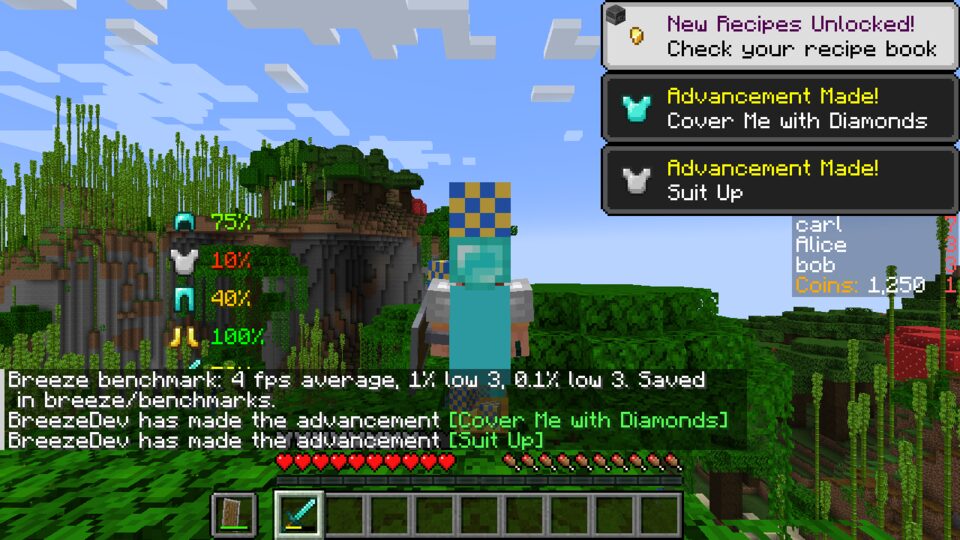 New Recipes Unlocked!
Check your recipe book
Advancement Made!
Cover Me with Diamonds
Advancement Made!
Suit Up
carl
Alice
bob
Coins: 1,250
75%
10%
40%
100%
Breeze benchmark: 4 fps average, 1% low 3, 0.1% low 3. Saved
in breeze/benchmarks.
BreezeDev has made the advancement [Cover Me with Diamonds]
BreezeDev has made the advancement [Suit Up]